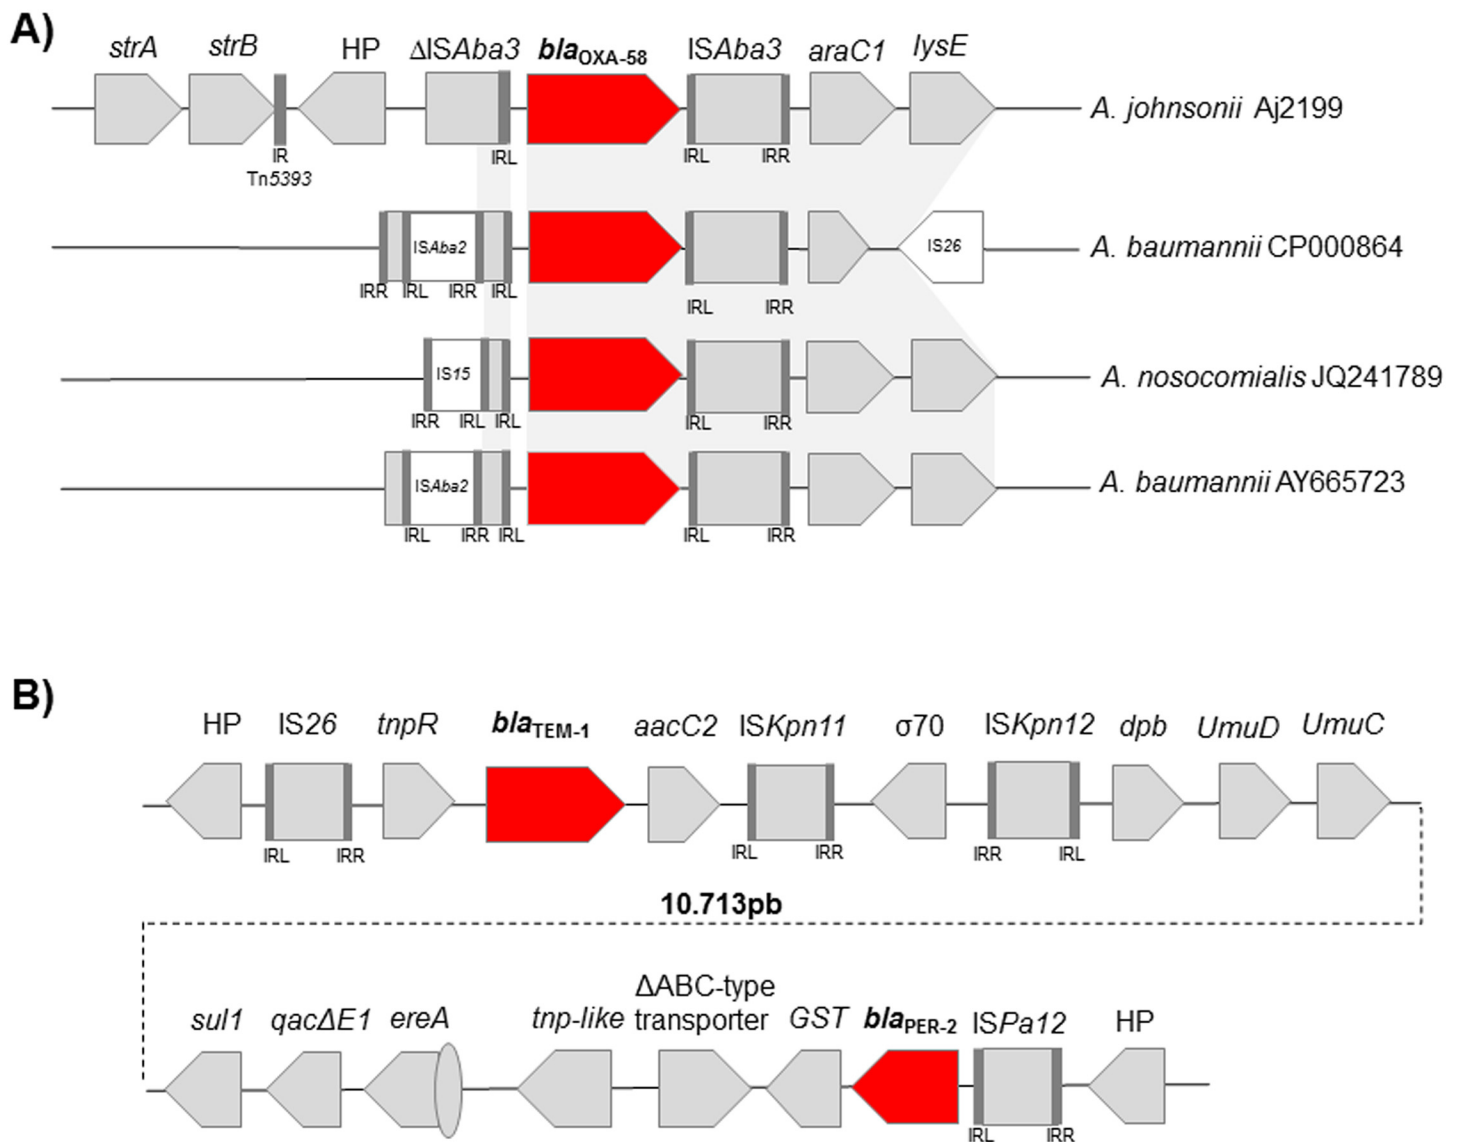 A)
strA strB HP ΔISAba3 blaOXA-58 ISAba3 araC1 lysE
A. johnsonii Aj2199
IR IRL IRL IRR
Tn5393
ISAba2 IS26 A. baumannii CP000864
IRR IRL IRR IRL IRL IRR
IS15 A. nosocomialis JQ241789
IRR IRL IRL IRL IRR
ISAba2 A. baumannii AY665723
IRL IRR IRL IRL IRR
B)
HP IS26 tnpR blaTEM-1 aacC2 ISKpn11 σ70 ISKpn12 dpb UmuD UmuC
IRL IRR IRL IRR IRR IRL
10.713pb
ΔABC-type
sul1 qacΔE1 ereA tnp-like transporter GST blaPER-2 ISPa12 HP
IRL IRR